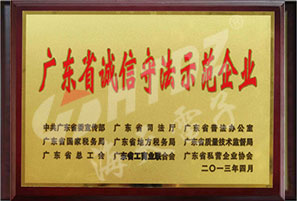 广东省诚信守法示范企业
中共广东省委宣传部 广东省司法厅 广东省普法办公室
广东省国家税务局 广东省地方税务局 广东省质量技术监督局
广东省总工会 广东省工商业联合会 广东省私营企业协会
二〇一三年四月